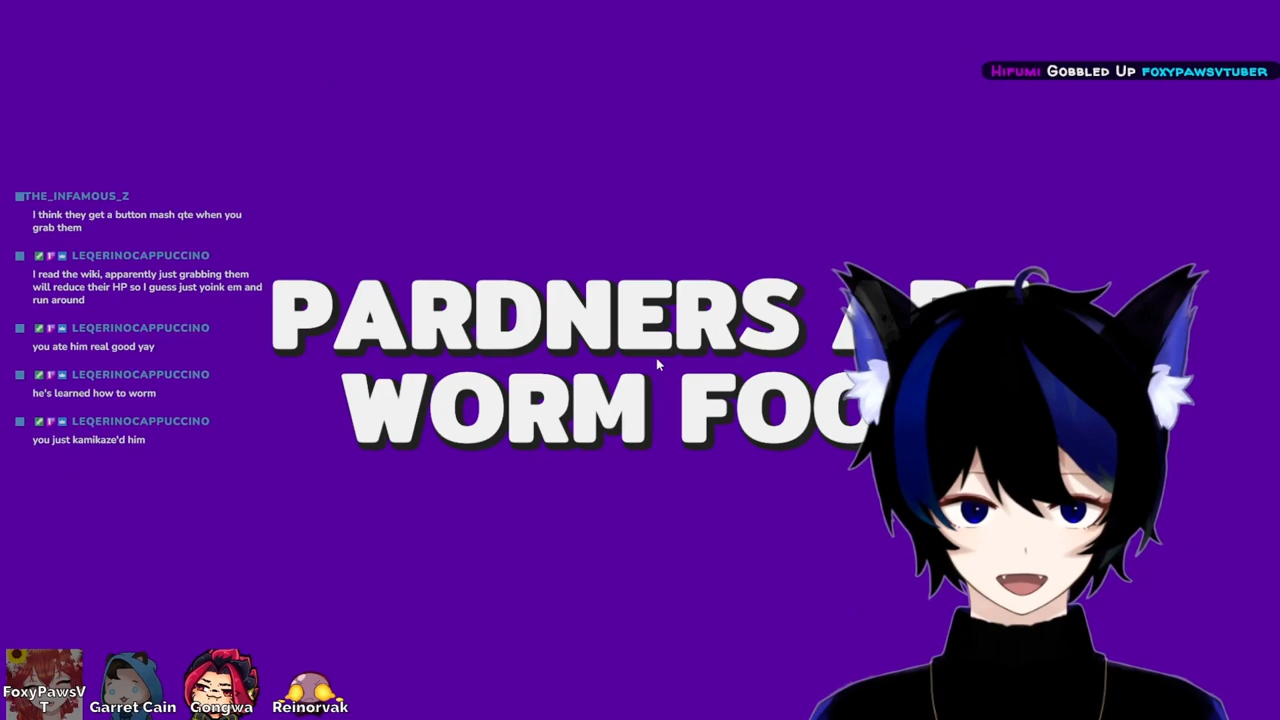 HIFUMI GOBBLED UP FOXYPAWSVTUBER
THE_INFAMOUS_Z
I think they get a button mash qte when you
grab them
LEQERINOCAPPUCCINO
I read the wiki, apparently just grabbing them
will reduce their HP so I guess just yoink em and
run around
LEQERINOCAPPUCCINO
you ate him real good yay
LEQERINOCAPPUCCINO
he's learned how to worm
LEQERINOCAPPUCCINO
you just kamikaze'd him
PARDNERS
WORM
FoxyPawsV
T
Garret Cain
Gongwa
Reinorvak